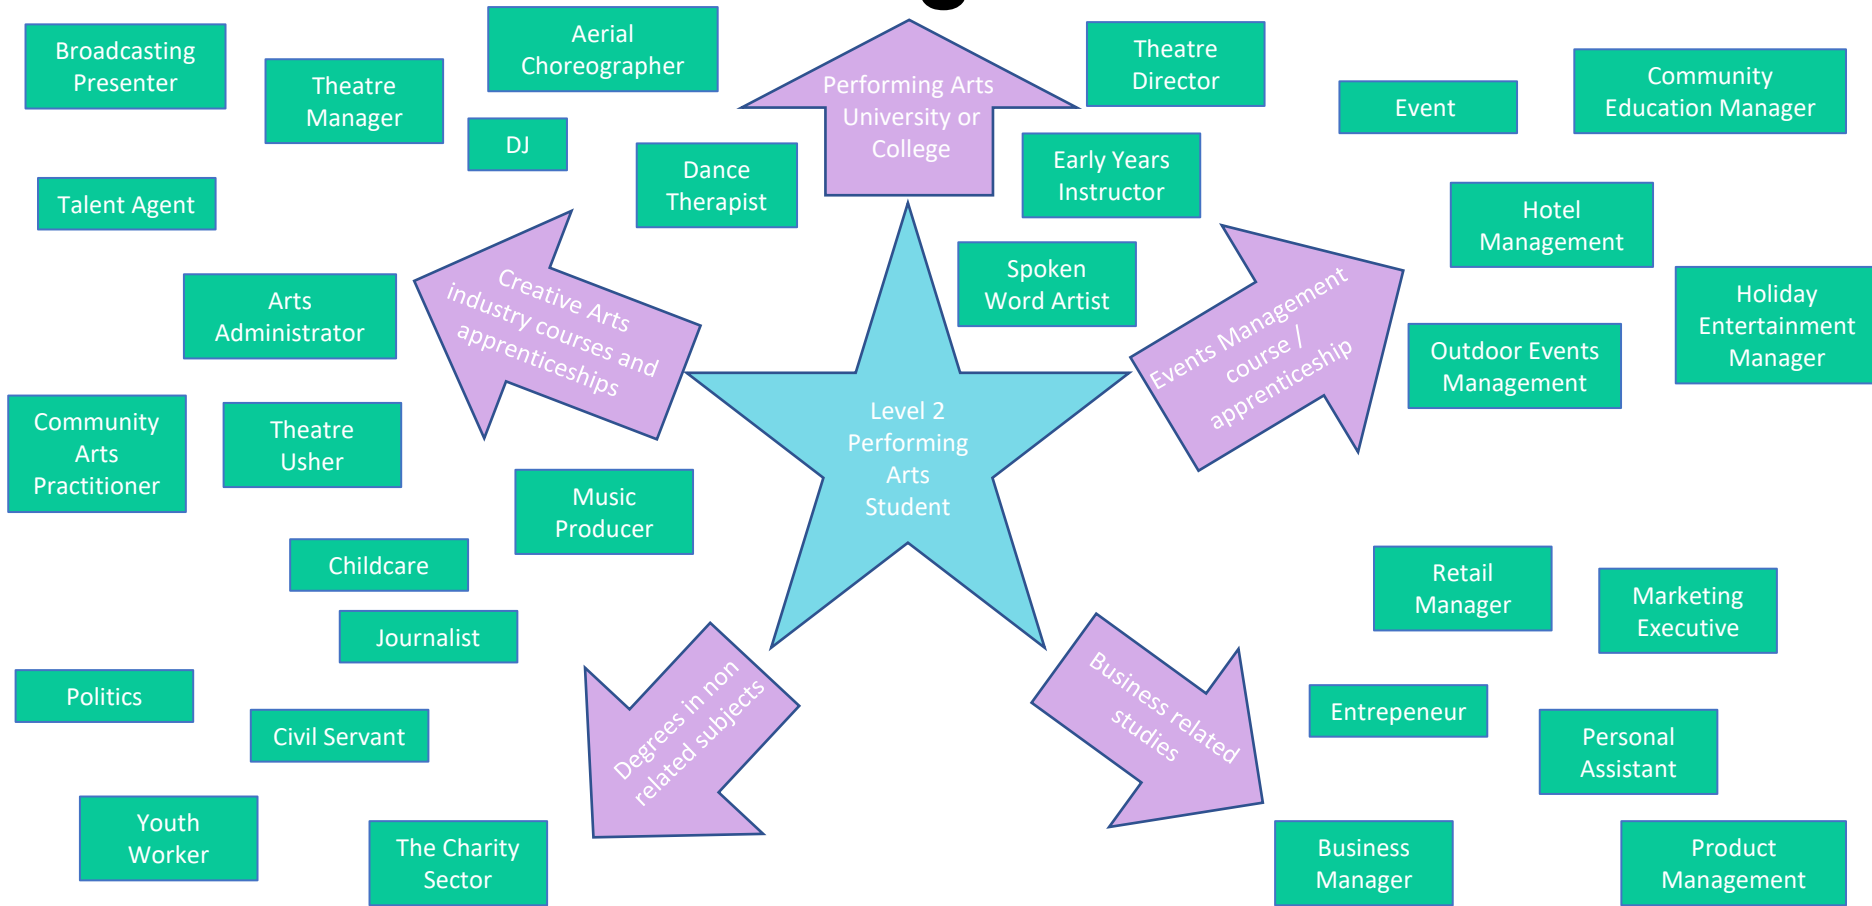 Broadcasting
Presenter
Theatre
Manager
Aerial
Choreographer
DJ
Dance
Therapist
Talent Agent
Performing Arts
University or
College
Theatre
Director
Early Years
Instructor
Spoken
Word Artist
Event
Community
Education Manager
Hotel
Management
Holiday
Entertainment
Manager
Outdoor Events
Management
Creative Arts
industry courses and
apprenticeships
Events Management
course /
apprenticeship
Arts
Administrator
Community
Arts
Practitioner
Theatre
Usher
Music
Producer
Level 2
Performing
Arts
Student
Childcare
Journalist
Politics
Civil Servant
Youth
Worker
The Charity
Sector
Degrees in non
related subjects
Business related
studies
Retail
Manager
Marketing
Executive
Entrepeneur
Personal
Assistant
Business
Manager
Product
Management